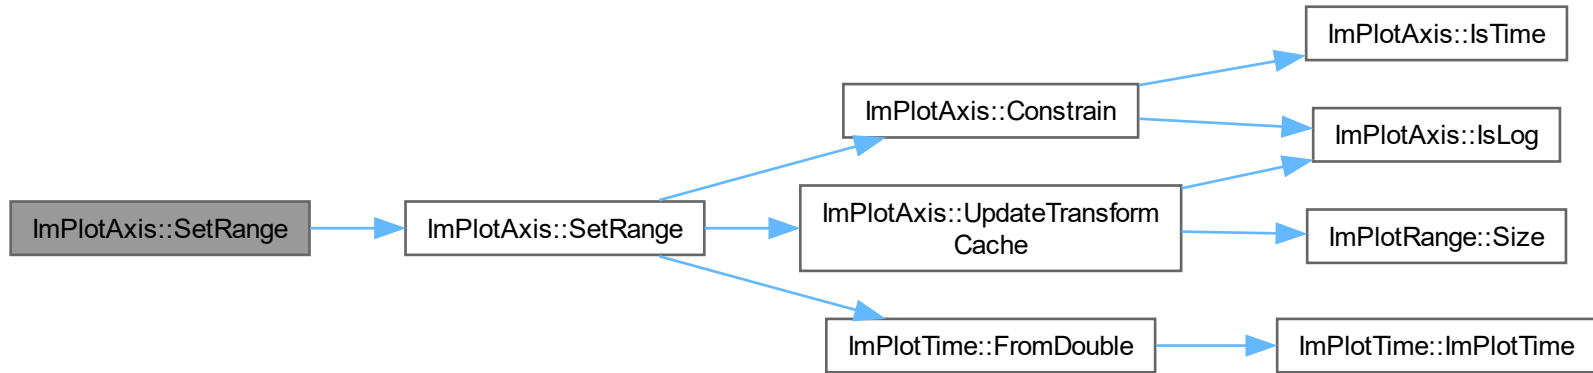 ImPlotAxis::SetRange
ImPlotAxis::SetRange
ImPlotAxis::Constrain
ImPlotAxis::UpdateTransform
Cache
ImPlotTime::FromDouble
ImPlotAxis::IsTime
ImPlotAxis::IsLog
ImPlotRange::Size
ImPlotTime::ImPlotTime